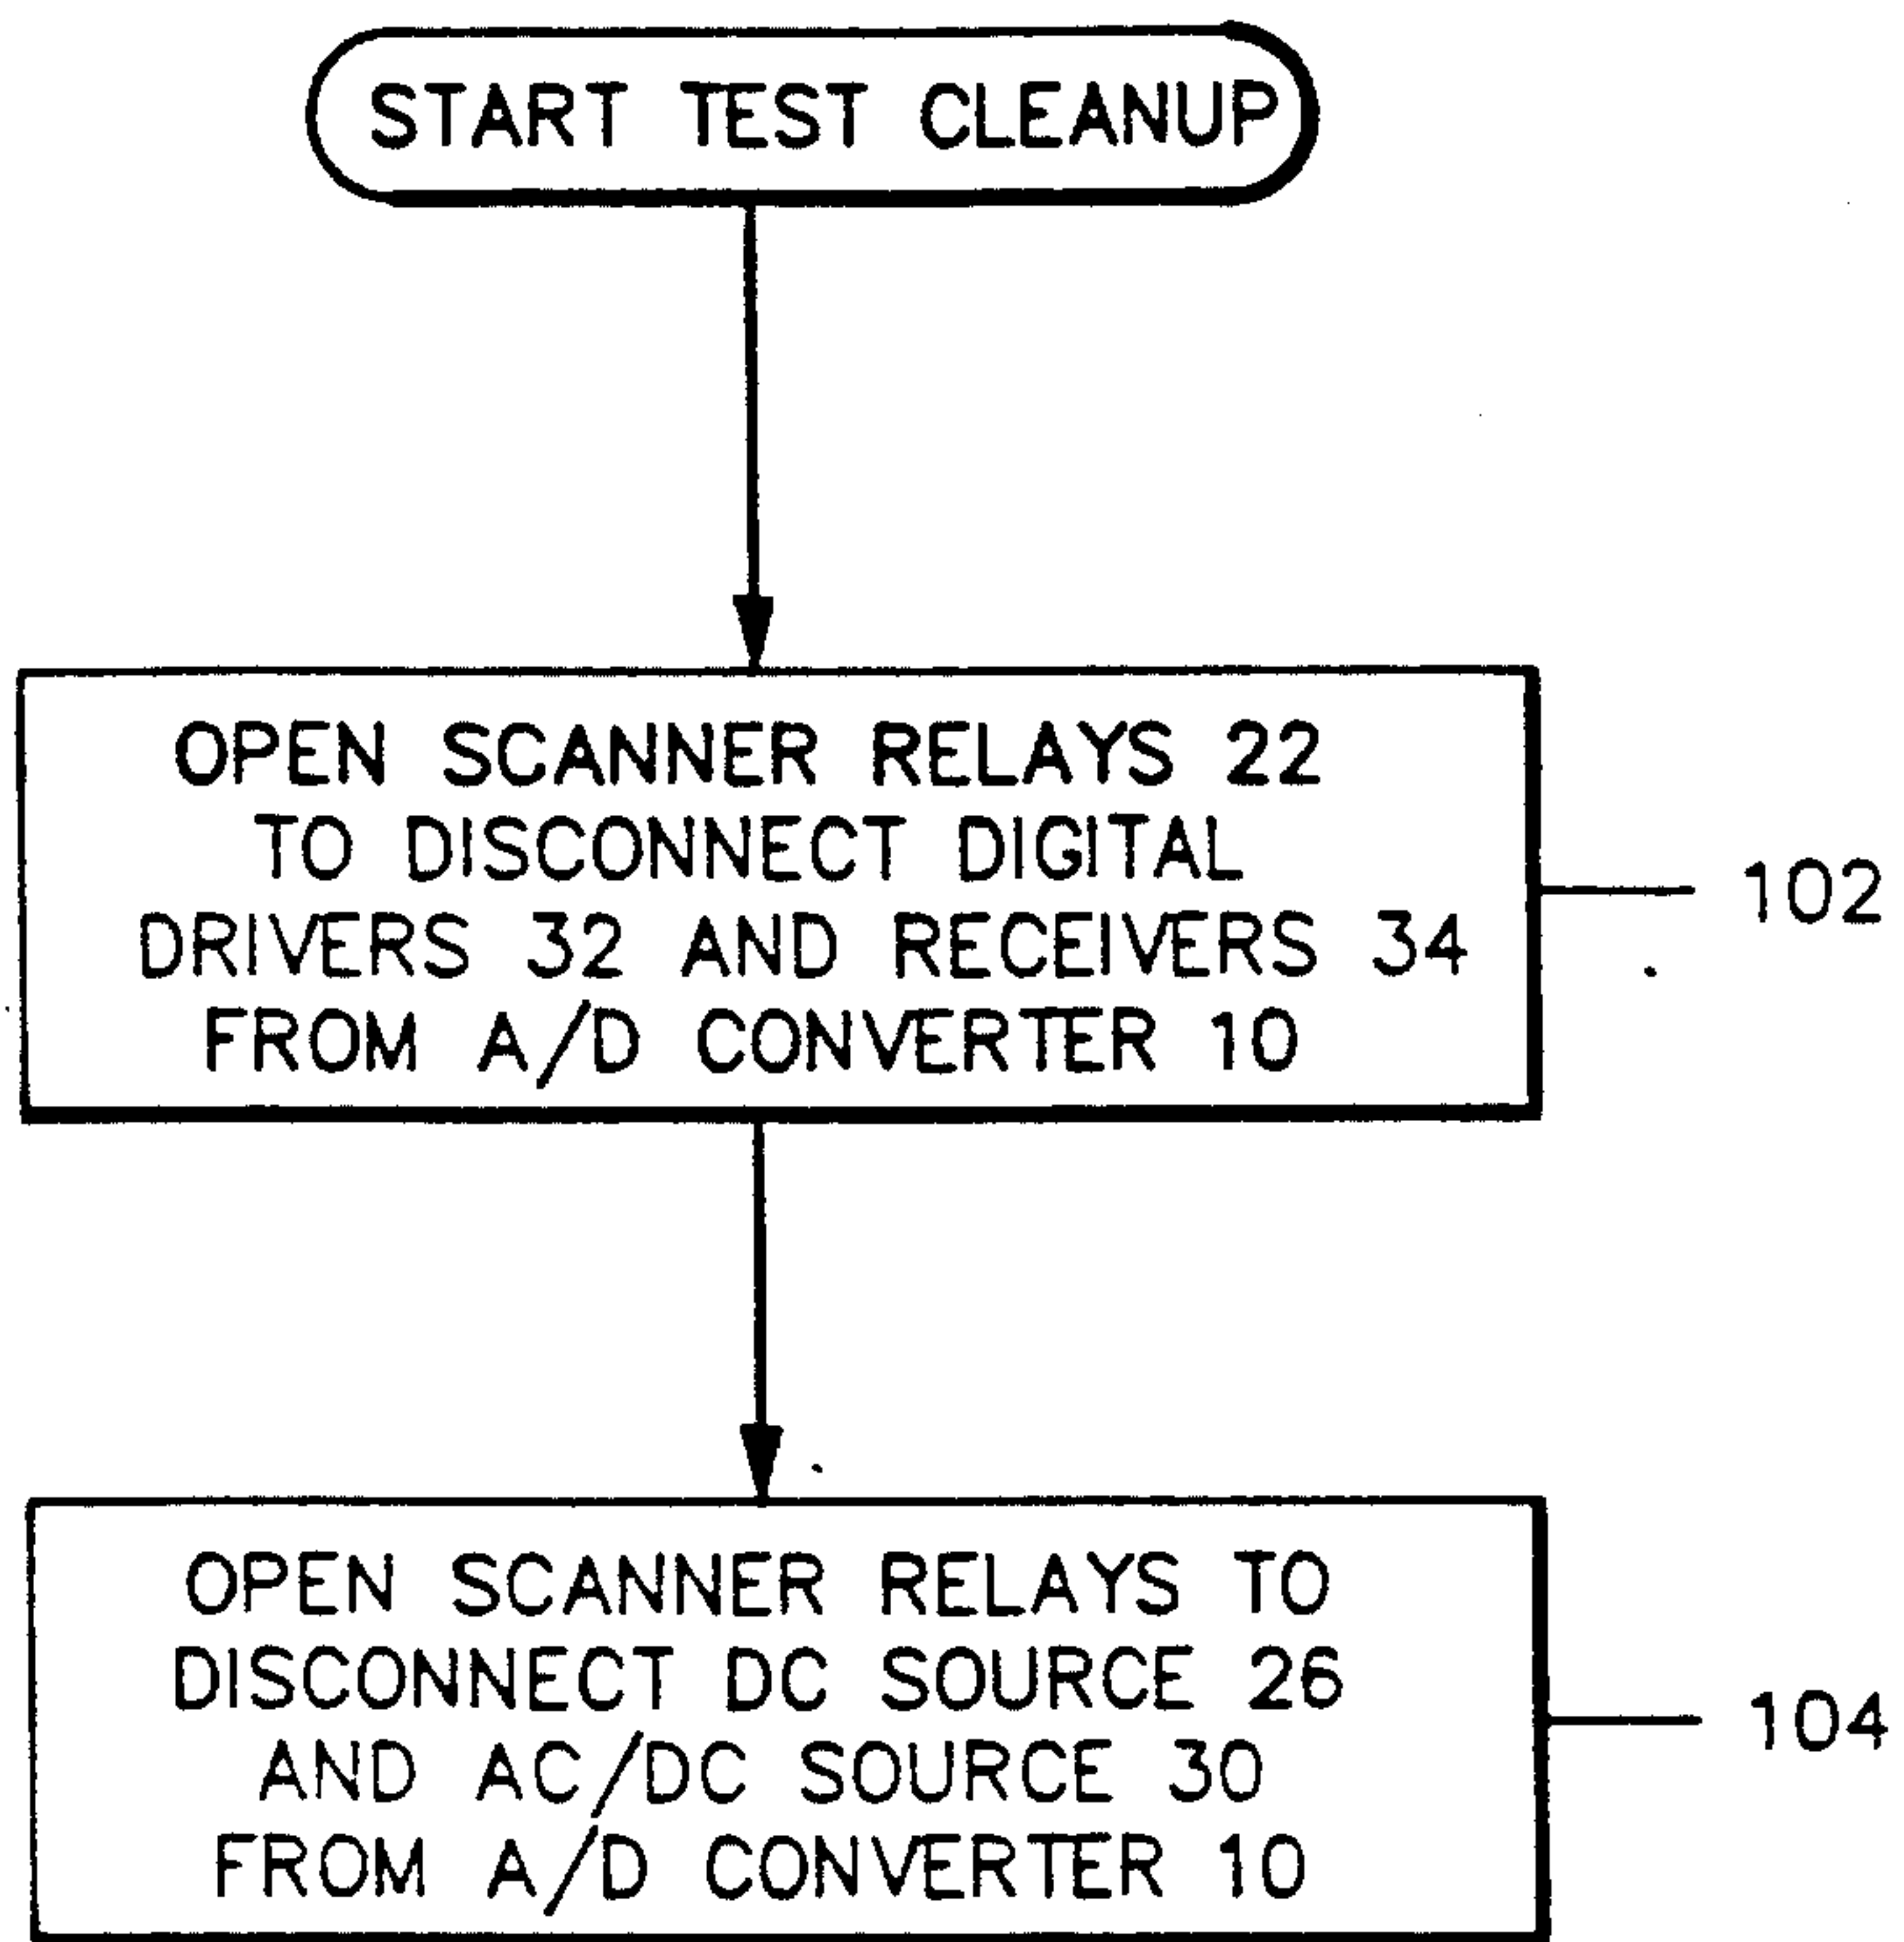 START TEST CLEANUP
OPEN SCANNER RELAYS 22
TO DISCONNECT DIGITAL
DRIVERS 32 AND RECEIVERS 34
FROM A/D CONVERTER 10
102
OPEN SCANNER RELAYS TO
DISCONNECT DC SOURCE 26
AND AC/DC SOURCE 30
FROM A/D CONVERTER 10
104